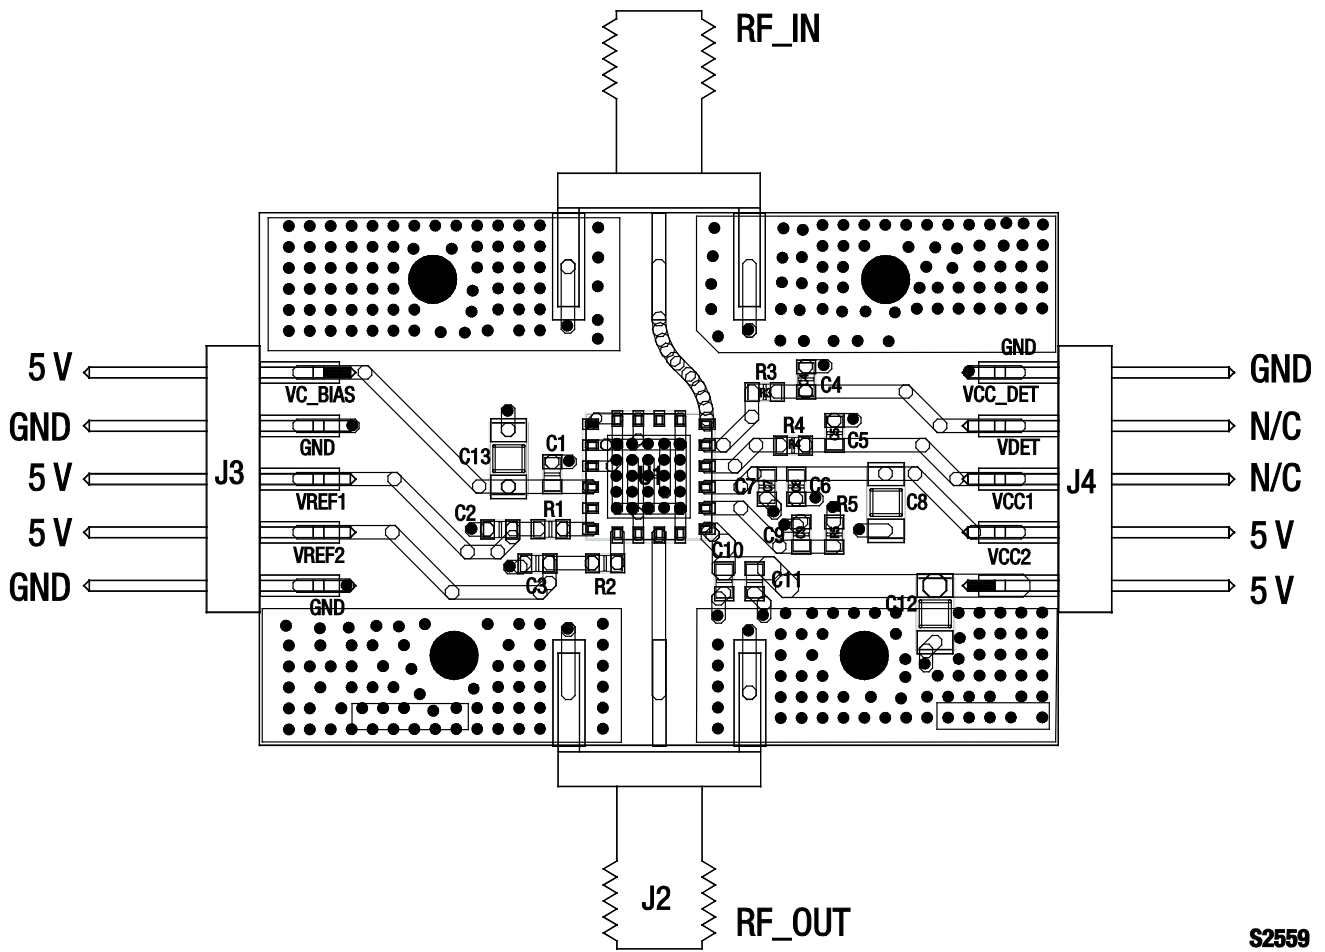 RF_IN
GND
5 V
GND
VC_BIAS
VCC_DET
R3
C4
GND
N/C
GND
VDET
R4
C5
J3
C13
C1
U1
J4
5 V
N/C
VREF1
VCC1
C7
C6
C8
C2
R1
R5
C9
5 V
5 V
VREF2
VCC2
C10
C3
R2
C11
GND
5 V
GND
C12
J2
RF_OUT
S2559